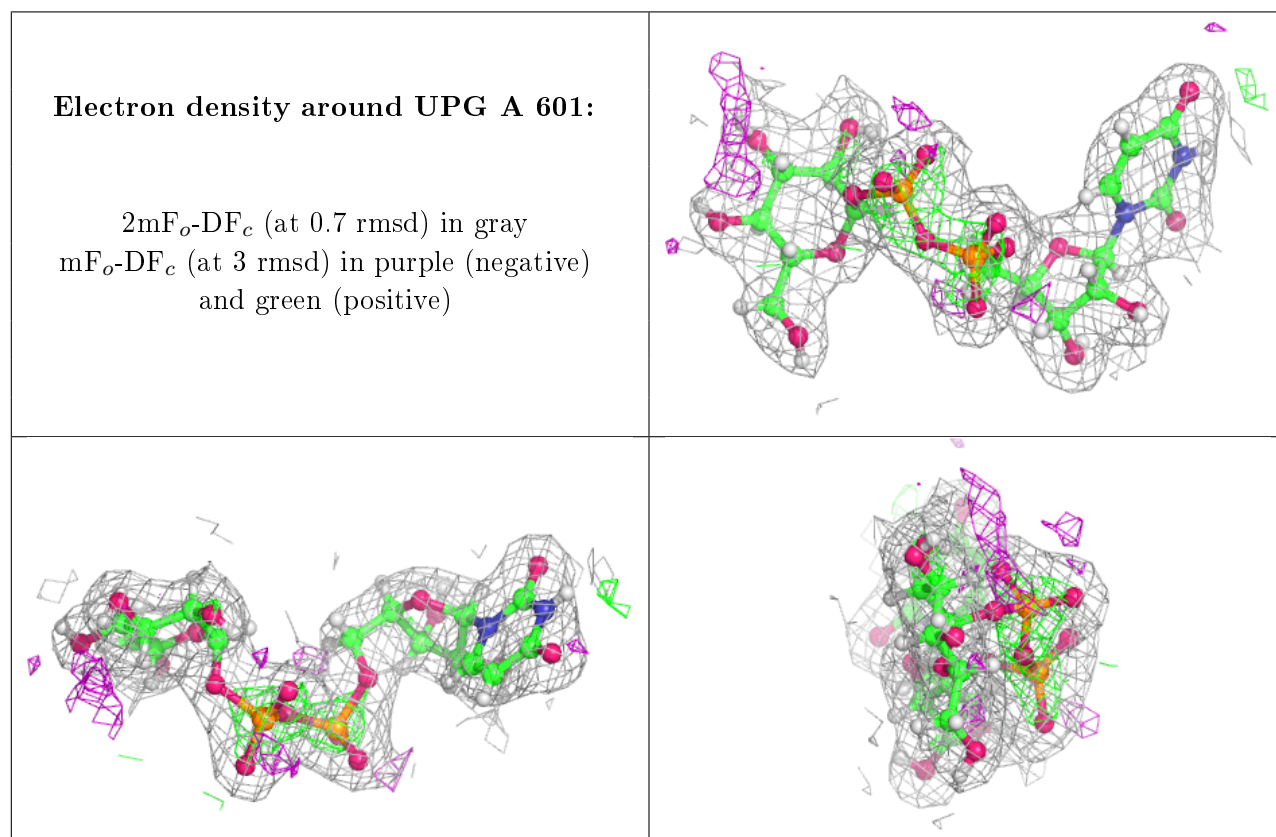 Electron density around UPG A 601:
2mFₒ-DF𝒸 (at 0.7 rmsd) in gray
mFₒ-DF𝒸 (at 3 rmsd) in purple (negative)
and green (positive)